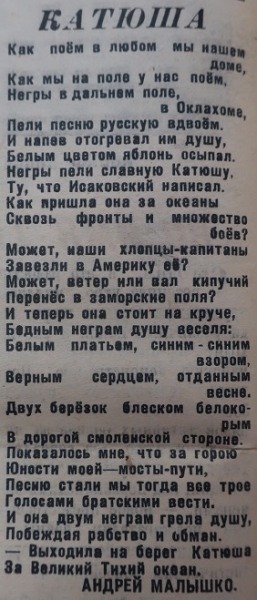 КАТЮША
Как поём в любом мы нашем
доме,
Как мы на поле у нас поём,
Негры в дальнем поле,
в Оклахоме,
Пели песню русскую вдвоём.
И напев отогревал им душу,
Белым цветом яблонь осыпал.
Негры пели славную Катюшу,
Ту, что Исаковский написал.
Как пришла она за океаны
Сквозь фронты и множество
боёв?
Может, наши хлопцы-капитаны
Завезли в Америку её?
Может, ветер или вал кипучий
Перенёс в заморские поля?
И теперь она стоит на круче,
Бедным неграм душу веселя:
Белым платьем, синим-синим
взором,
Верным сердцем, отданным
весне.
Двух берёзок блеском белоко-
рым
В дорогой смоленской стороне.
Показалось мне, что за горою
Юности моей—мосты-пути,
Песню стали мы тогда все трое
Голосами братскими вести.
И она двум неграм грела душу,
Побеждая рабство и обман.
— Выходила на берег Катюша
За Великий Тихий океан.
АНДРЕЙ МАЛЫШКО.